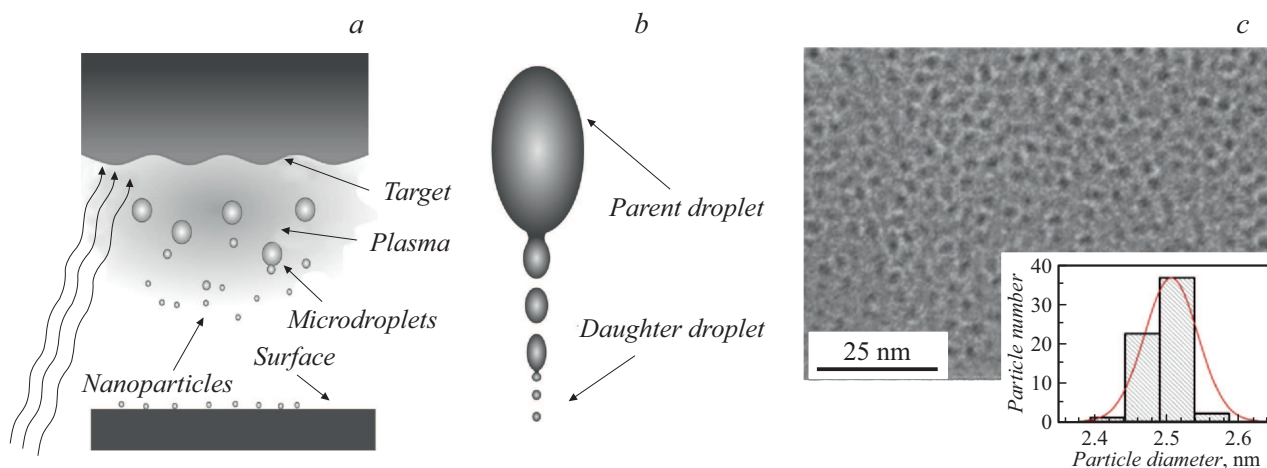 a
Target
Plasma
Microdroplets
Surface
Nanoparticles
b
Parent droplet
Daughter droplet
c
25 nm
Particle number
40
30
20
10
0
2.4 2.5 2.6
Particle diameter, nm